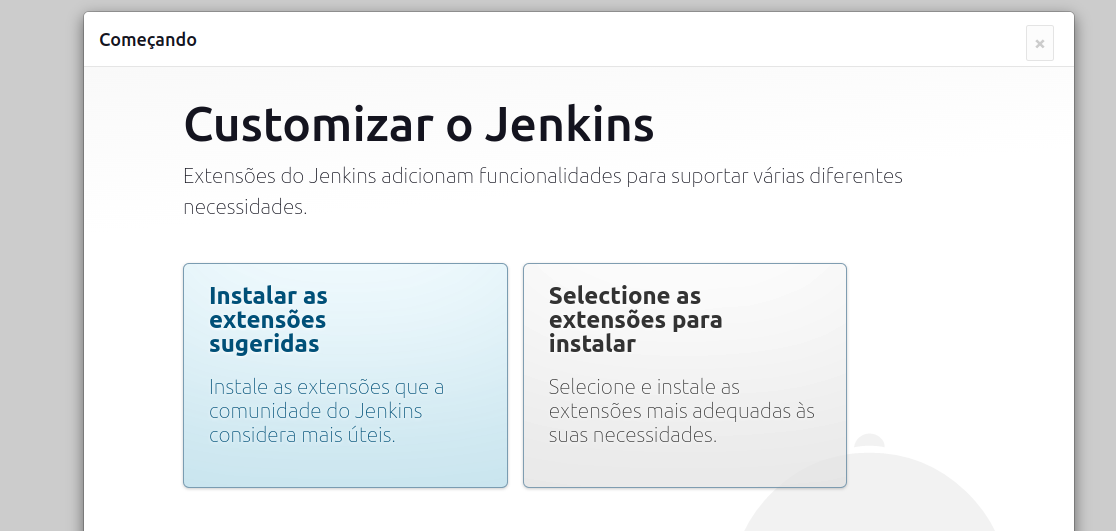 Começando
×
Customizar o Jenkins
Extensões do Jenkins adicionam funcionalidades para suportar várias diferentes
necessidades.
Instalar as
extensões
sugeridas
Instale as extensões que a
comunidade do Jenkins
considera mais úteis.
Selectione as
extensões para
instalar
Selecione e instale as
extensões mais adequadas às
suas necessidades.